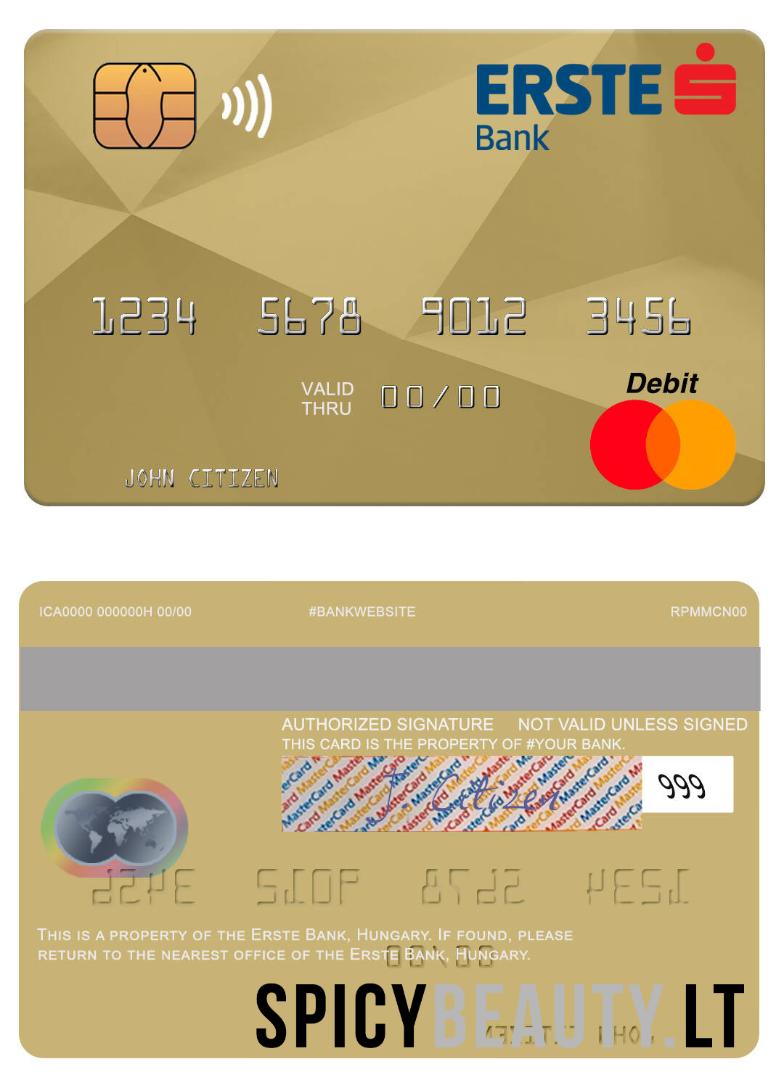 ERSTE
Bank
1234 5678 9012 3456
VALID THRU 00/00
Debit
JOHN CITIZEN
ICA0000 000000H 00/00 #BANKWEBSITE RPMMCN00
AUTHORIZED SIGNATURE NOT VALID UNLESS SIGNED
THIS CARD IS THE PROPERTY OF #YOUR BANK.
MasterCard MasterCard MasterCard
J Citizen
999
THIS IS A PROPERTY OF THE ERSTE BANK, HUNGARY. IF FOUND, PLEASE
RETURN TO THE NEAREST OFFICE OF THE ERSTE BANK, HUNGARY.
SPICYBEAUTY.LT